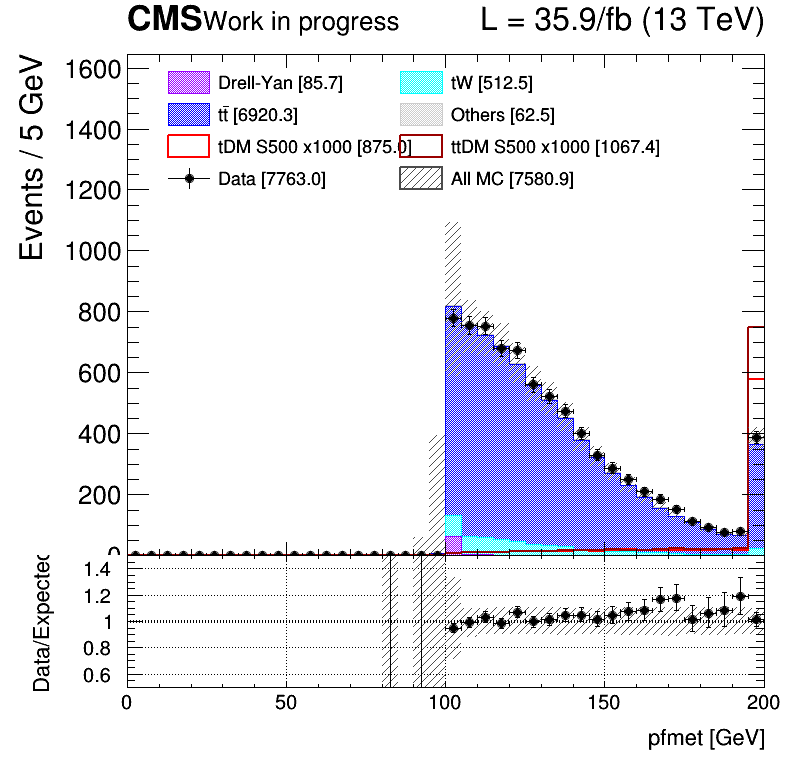 CMS Work in progress L = 35.9/fb (13 TeV)
Events / 5 GeV
1600
1400
1200
1000
800
600
400
200
0
Drell-Yan [85.7] tW [512.5]
tt̄ [6920.3] Others [62.5]
tDM S500 x1000 [875.0] ttDM S500 x1000 [1067.4]
Data [7763.0] All MC [7580.9]
Data/Expected
1.4
1.2
1
0.8
0.6
0 50 100 150 200
pfmet [GeV]